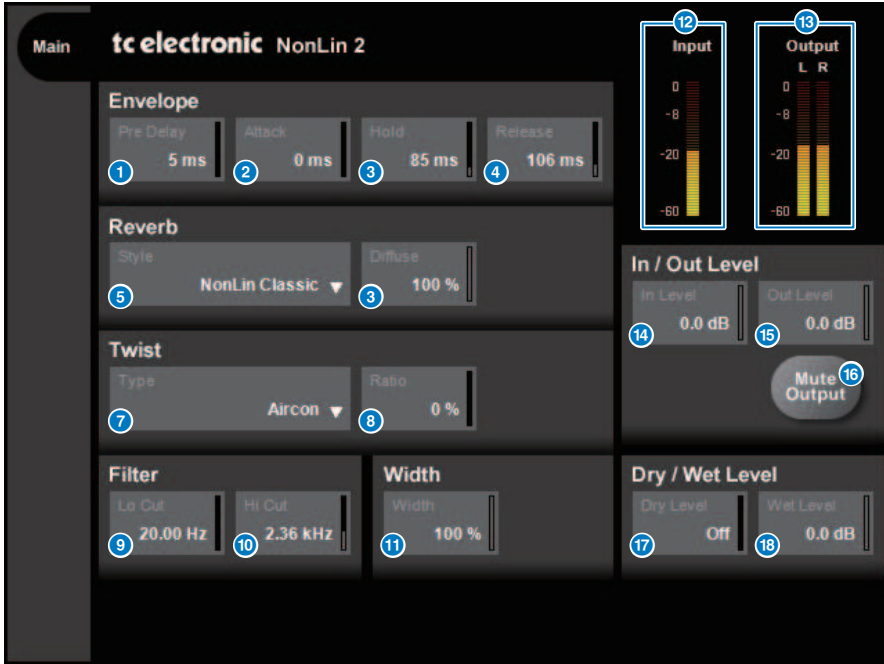 Main
tc electronic NonLin 2
Envelope
Pre Delay
5 ms
1
Attack
0 ms
2
Hold
85 ms
3
Release
106 ms
4
Reverb
Style
NonLin Classic
5
Diffuse
100 %
3
Twist
Type
Aircon
7
Ratio
0 %
8
Filter
Lo Cut
20.00 Hz
9
Hi Cut
2.36 kHz
10
Width
Width
100 %
11
12
Input
0
-8
-20
-60
13
Output
L R
0
-8
-20
-60
In / Out Level
In Level
0.0 dB
14
Out Level
0.0 dB
15
Mute
Output
16
Dry / Wet Level
Dry Level
Off
17
Wet Level
0.0 dB
18